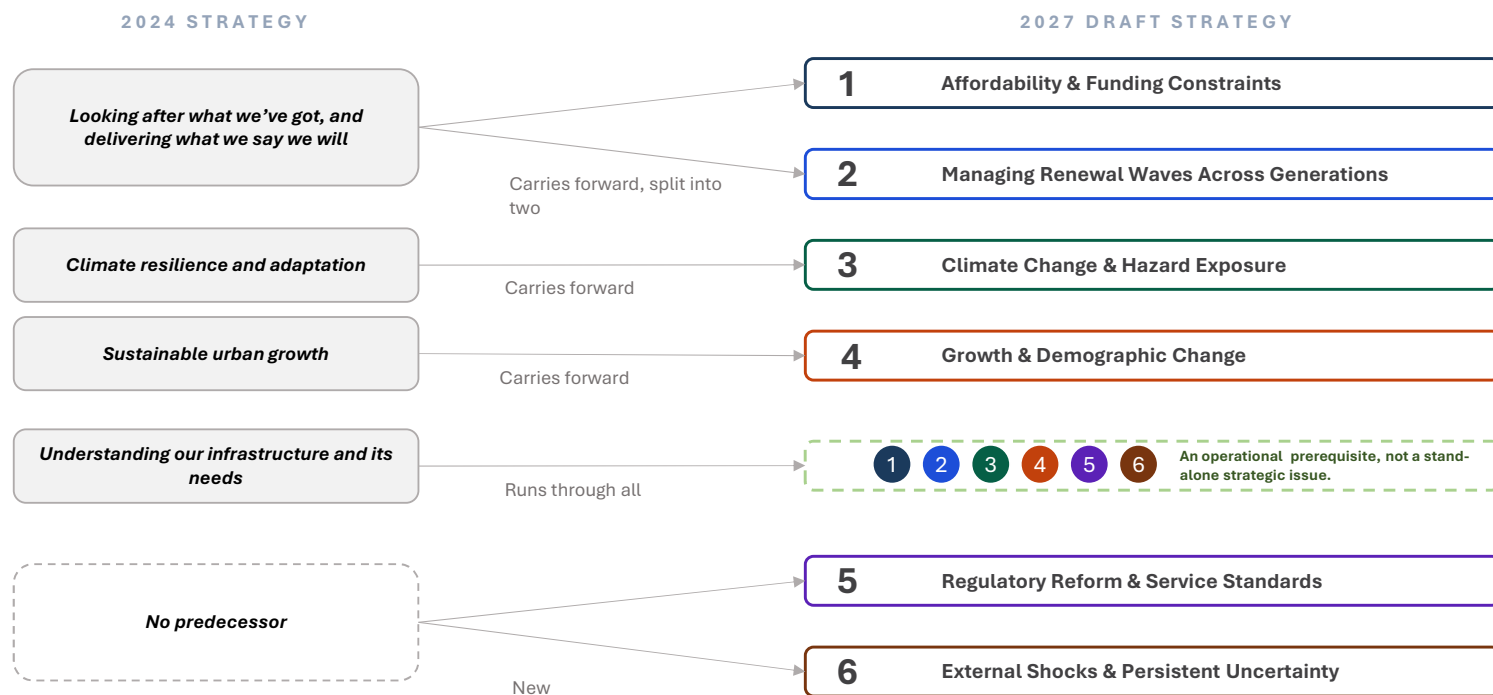 2024 STRATEGY
2027 DRAFT STRATEGY
Looking after what we’ve got, and
delivering what we say we will
Carries forward, split into
two
1 Affordability & Funding Constraints
2 Managing Renewal Waves Across Generations
Climate resilience and adaptation
Carries forward
3 Climate Change & Hazard Exposure
Sustainable urban growth
Carries forward
4 Growth & Demographic Change
Understanding our infrastructure and its
needs
Runs through all
1 2 3 4 5 6
An operational  prerequisite, not a stand-
alone strategic issue.
No predecessor
New
5 Regulatory Reform & Service Standards
6 External Shocks & Persistent Uncertainty